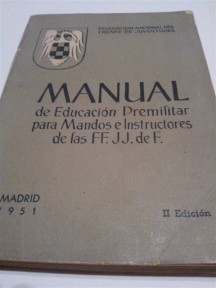 DELEGACION NACIONAL DEL
FRENTE DE JUVENTUDES
MANUAL
de Educación Premilitar
para Mandos e Instructores
de las FF. JJ. de F.
MADRID
1951
II Edición